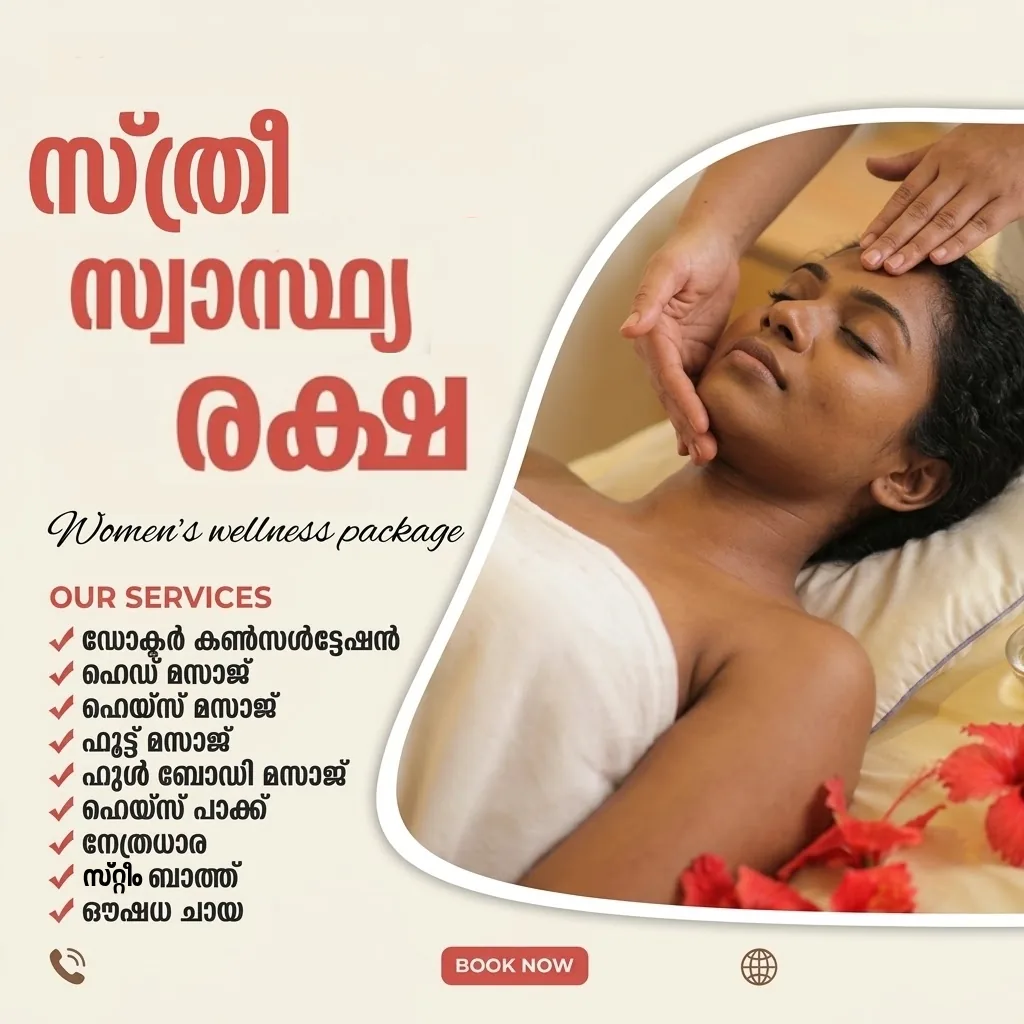 സ്ത്രീ
സ്വാസ്ഥ്യ
രക്ഷ
Women's wellness package
OUR SERVICES
ഡോക്ടർ കൺസൾട്ടേഷൻ
ഹെഡ് മസാജ്
ഹെയ്സ് മസാജ്
ഫൂട്ട് മസാജ്
ഫുൾ ബോഡി മസാജ്
ഹെയ്സ് പാക്ക്
നേത്രധാര
സ്റ്റീം ബാത്ത്
ഔഷധ ചായ
BOOK NOW